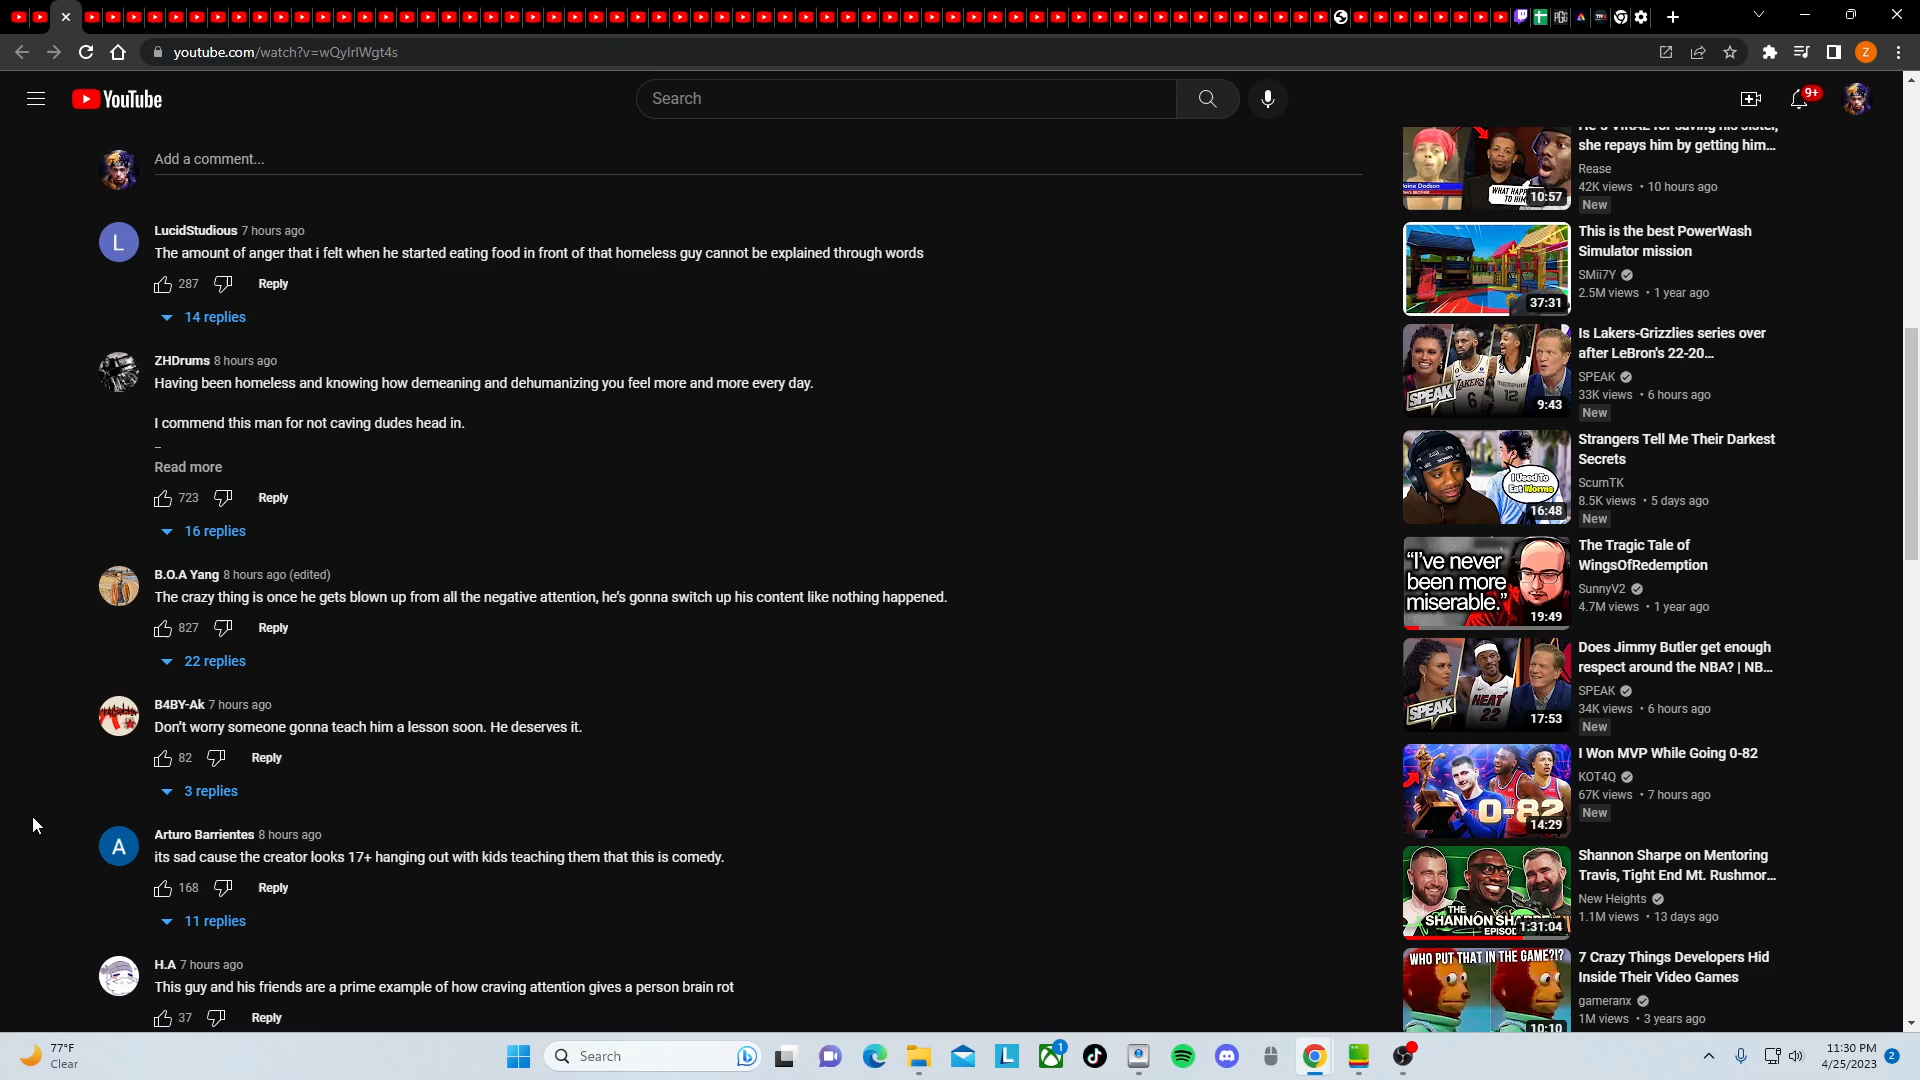 youtube.com/watch?v=wQylrlWgt4s
YouTube
Search
9+
Add a comment...
L
LucidStudious 7 hours ago
The amount of anger that i felt when he started eating food in front of that homeless guy cannot be explained through words
287 Reply
14 replies
ZHDrums 8 hours ago
Having been homeless and knowing how demeaning and dehumanizing you feel more and more every day.
I commend this man for not caving dudes head in.
Read more
723 Reply
16 replies
B.O.A Yang 8 hours ago (edited)
The crazy thing is once he gets blown up from all the negative attention, he's gonna switch up his content like nothing happened.
827 Reply
22 replies
B4BY-Ak 7 hours ago
Don't worry someone gonna teach him a lesson soon. He deserves it.
82 Reply
3 replies
A
Arturo Barrientes 8 hours ago
its sad cause the creator looks 17+ hanging out with kids teaching them that this is comedy.
168 Reply
11 replies
H.A 7 hours ago
This guy and his friends are a prime example of how craving attention gives a person brain rot
37 Reply
she repays him by getting him...
Rease
42K views • 10 hours ago
New
10:57
This is the best PowerWash
Simulator mission
SMii7Y
2.5M views • 1 year ago
37:31
Is Lakers-Grizzlies series over
after LeBron's 22-20...
SPEAK
33K views • 6 hours ago
New
SPEAK
9:43
Strangers Tell Me Their Darkest
Secrets
ScumTK
8.5K views • 5 days ago
New
I Used To
Eat Worms
16:48
The Tragic Tale of
WingsOfRedemption
SunnyV2
4.7M views • 1 year ago
"I've never
been more
miserable."
19:49
Does Jimmy Butler get enough
respect around the NBA? | NB...
SPEAK
34K views • 6 hours ago
New
SPEAK
HEAT
22
17:53
I Won MVP While Going 0-82
KOT4Q
67K views • 7 hours ago
New
0-82
14:29
Shannon Sharpe on Mentoring
Travis, Tight End Mt. Rushmor...
New Heights
1.1M views • 13 days ago
THE
1:31:04
7 Crazy Things Developers Hid
Inside Their Video Games
gameranx
1M views • 3 years ago
WHO PUT THAT IN THE GAME?!?
10:10
77°F
Clear
Search
11:30 PM
4/25/2023
2